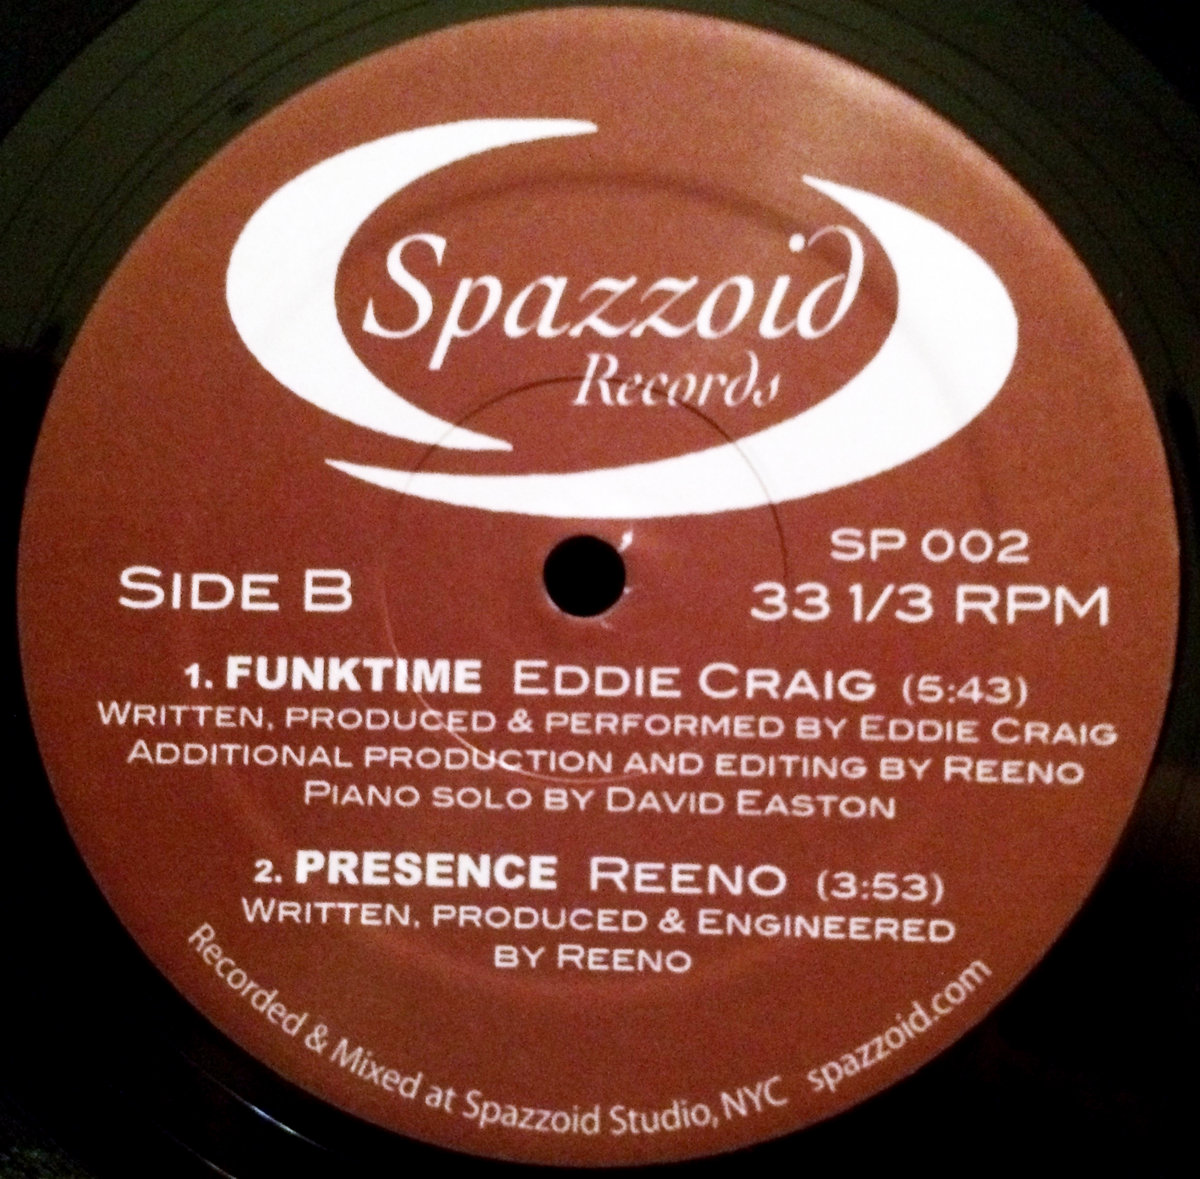 Spazzoid
Records
SP 002
SIDE B
33 1/3 RPM
1. FUNKTIME EDDIE CRAIG (5:43)
WRITTEN, PRODUCED & PERFORMED BY EDDIE CRAIG
ADDITIONAL PRODUCTION AND EDITING BY REENO
PIANO SOLO BY DAVID EASTON
2. PRESENCE REENO (3:53)
WRITTEN, PRODUCED & ENGINEERED
BY REENO
Recorded & Mixed at Spazzoid Studio, NYC spazzoid.com